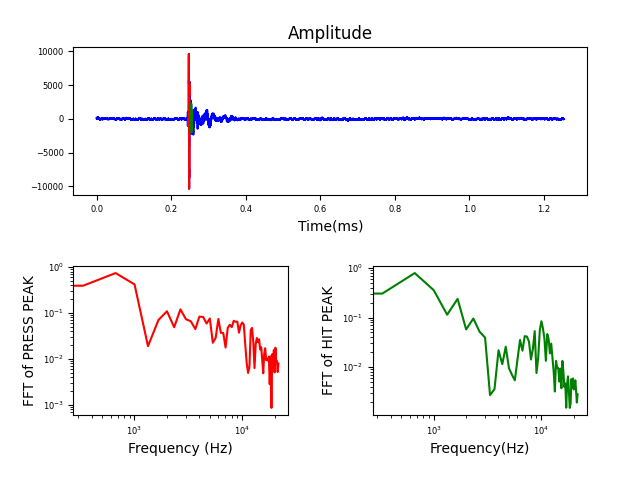 Amplitude
10000
5000
0
−5000
−10000
0.0 0.2 0.4 0.6 0.8 1.0 1.2
Time(ms)
FFT of PRESS PEAK
10⁰
10⁻¹
10⁻²
10⁻³
10³ 10⁴
Frequency (Hz)
FFT of HIT PEAK
10⁰
10⁻¹
10⁻²
10³ 10⁴
Frequency(Hz)